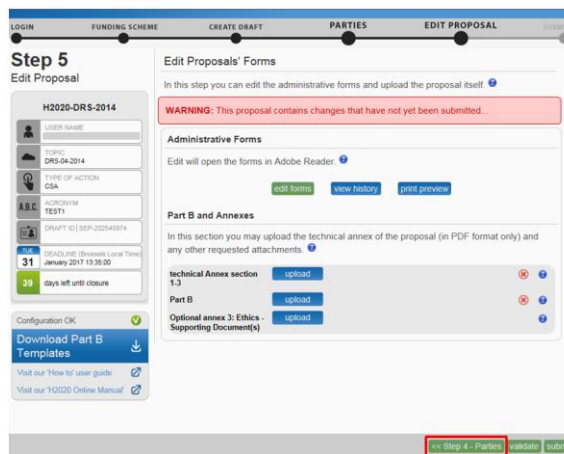 LOGIN
FUNDING SCHEME
CREATE DRAFT
PARTIES
EDIT PROPOSAL
Step 5
Edit Proposal
H2020-DRS-2014
USER NAME
TOPIC
DRS-04-2014
TYPE OF ACTION
CSA
A.B.C.
ACRONYM
TEST1
DRAFT ID | SEP-202545974
TUE
31
DEADLINE (Brussels Local Time)
January 2017 13:35:00
39
days left until closure
Configuration OK
Download Part B
Templates
Visit our 'How to' user guide
Visit our 'H2020 Online Manual'
Edit Proposals' Forms
In this step you can edit the administrative forms and upload the proposal itself.
WARNING: This proposal contains changes that have not yet been submitted...
Administrative Forms
Edit will open the forms in Adobe Reader.
edit forms
view history
print preview
Part B and Annexes
In this section you may upload the technical annex of the proposal (in PDF format only) and
any other requested attachments.
technical Annex section
1-3
upload
Part B
upload
Optional annex 3: Ethics -
Supporting Document(s)
upload
<< Step 4 - Parties
validate
subm